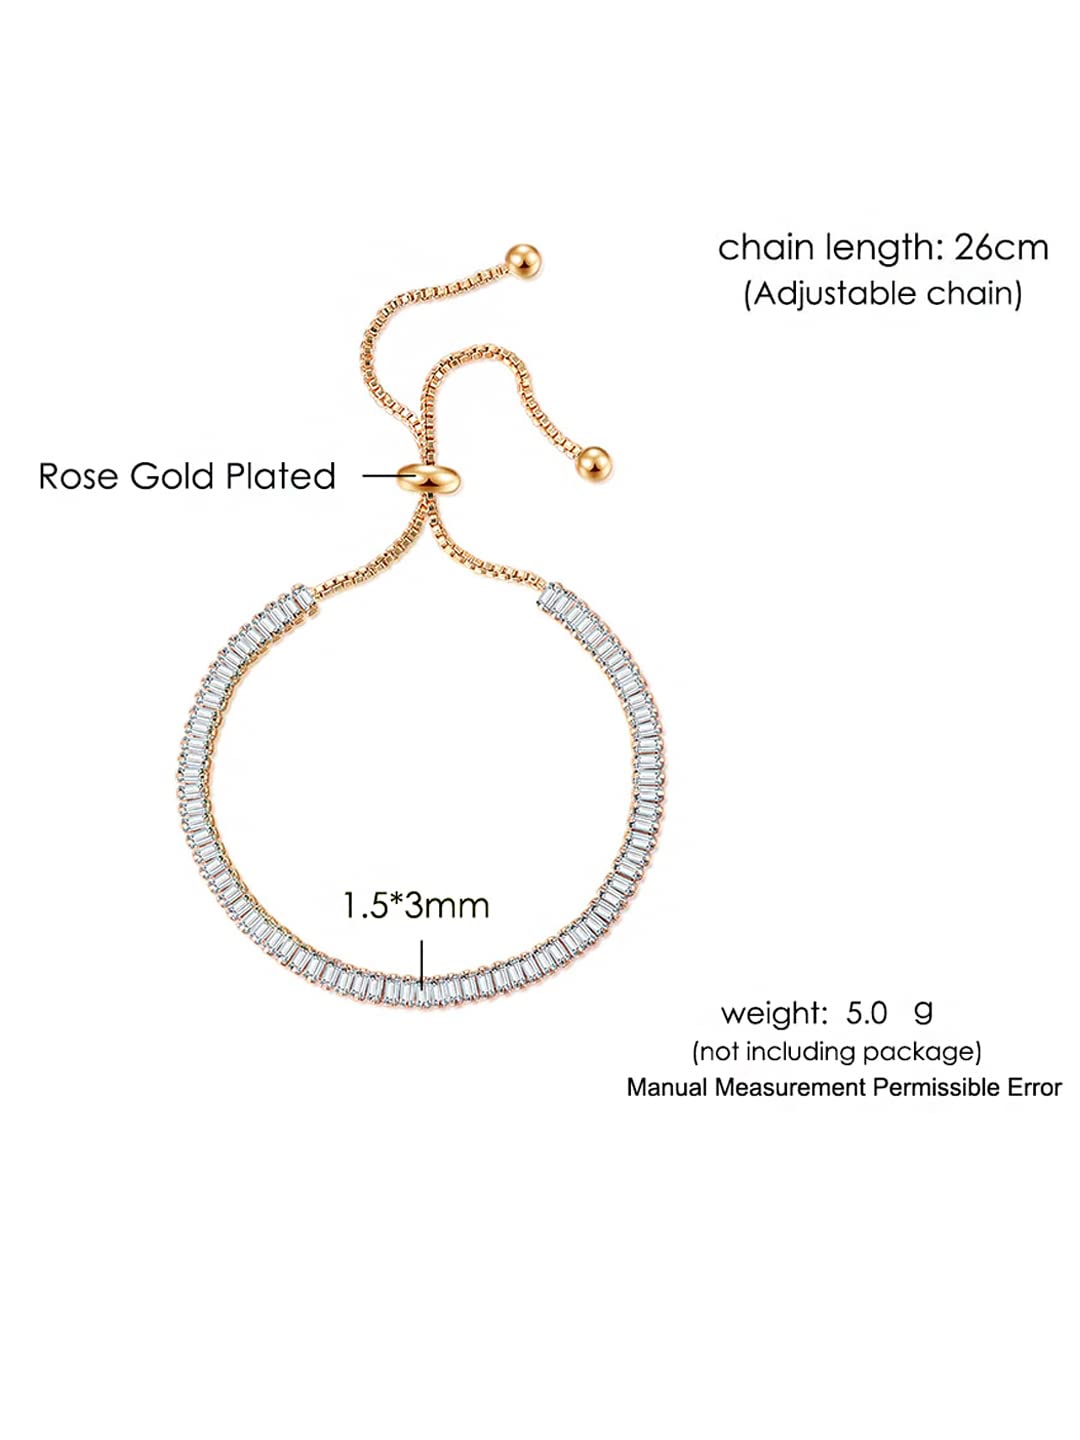 chain length: 26cm
(Adjustable chain)
Rose Gold Plated
1.5*3mm
weight: 5.0 g
(not including package)
Manual Measurement Permissible Error